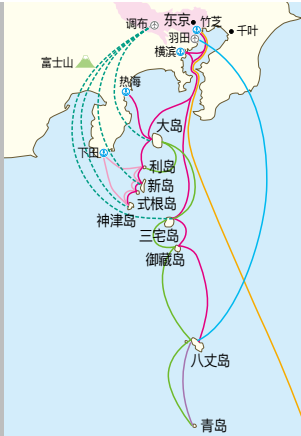 调布
东京
竹芝
羽田
千叶
横滨
富士山
热海
大岛
下田
利岛
新岛
式根岛
神津岛
三宅岛
御藏岛
八丈岛
青岛